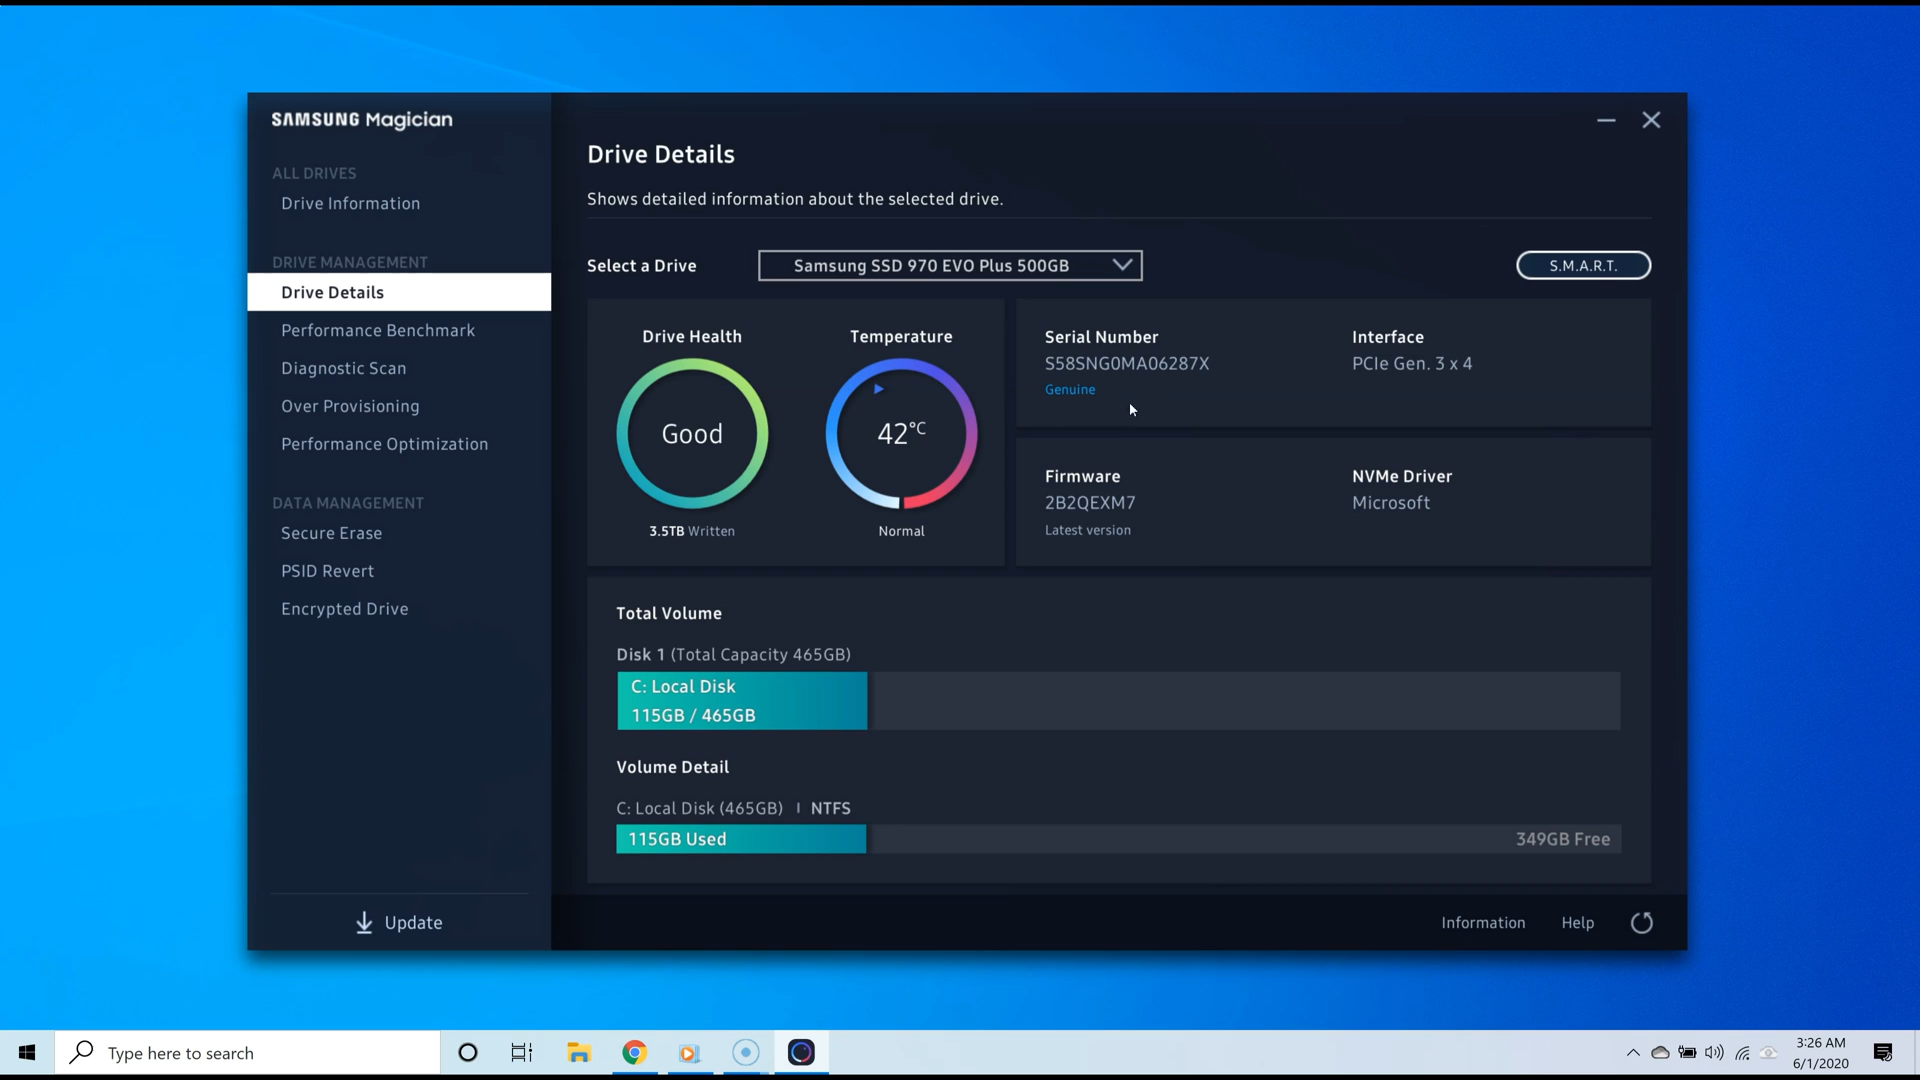 SAMSUNG Magician
ALL DRIVES
Drive Information
DRIVE MANAGEMENT
Drive Details
Performance Benchmark
Diagnostic Scan
Over Provisioning
Performance Optimization
DATA MANAGEMENT
Secure Erase
PSID Revert
Encrypted Drive
Update
Drive Details
Shows detailed information about the selected drive.
Select a Drive
Samsung SSD 970 EVO Plus 500GB
S.M.A.R.T.
Drive Health
Good
3.5TB Written
Temperature
42°C
Normal
Serial Number
S58SNG0MA06287X
Genuine
Interface
PCIe Gen. 3 x 4
Firmware
2B2QEXM7
Latest version
NVMe Driver
Microsoft
Total Volume
Disk 1 (Total Capacity 465GB)
C: Local Disk
115GB / 465GB
Volume Detail
C: Local Disk (465GB) | NTFS
115GB Used
349GB Free
Information
Help
Type here to search
3:26 AM
6/1/2020